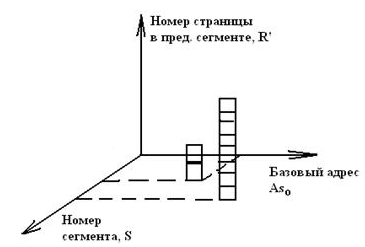 Номер страницы
в пред. сегменте, R'
Базовый адрес
As₀
Номер
сегмента, S